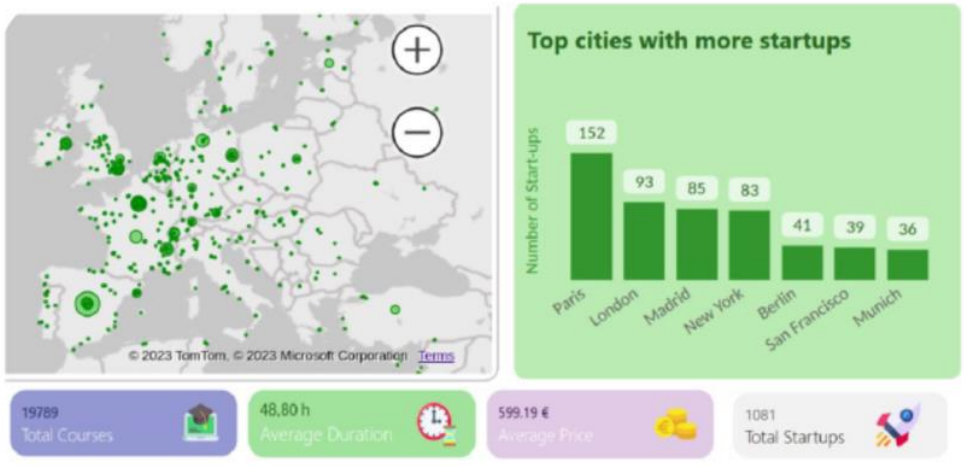 +
−
© 2023 TomTom, © 2023 Microsoft Corporation Terms
Top cities with more startups
Number of Start-ups
152
93
85
83
41
39
36
Paris
London
Madrid
New York
Berlin
San Francisco
Munich
19789
Total Courses
48,80 h
Average Duration
599.19 €
Average Price
1081
Total Startups